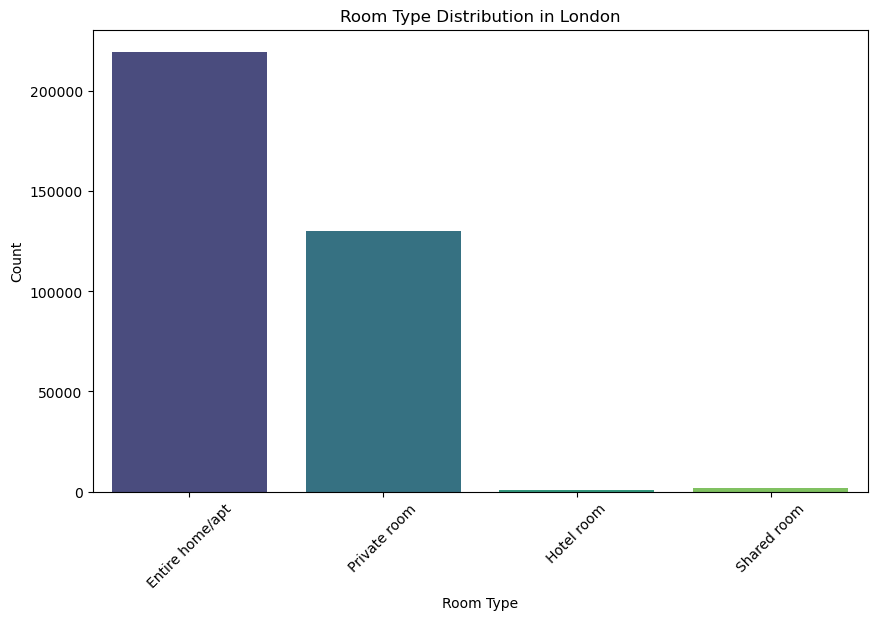 Room Type Distribution in London
200000
150000
100000
50000
0
Count
Entire home/apt
Private room
Hotel room
Shared room
Room Type